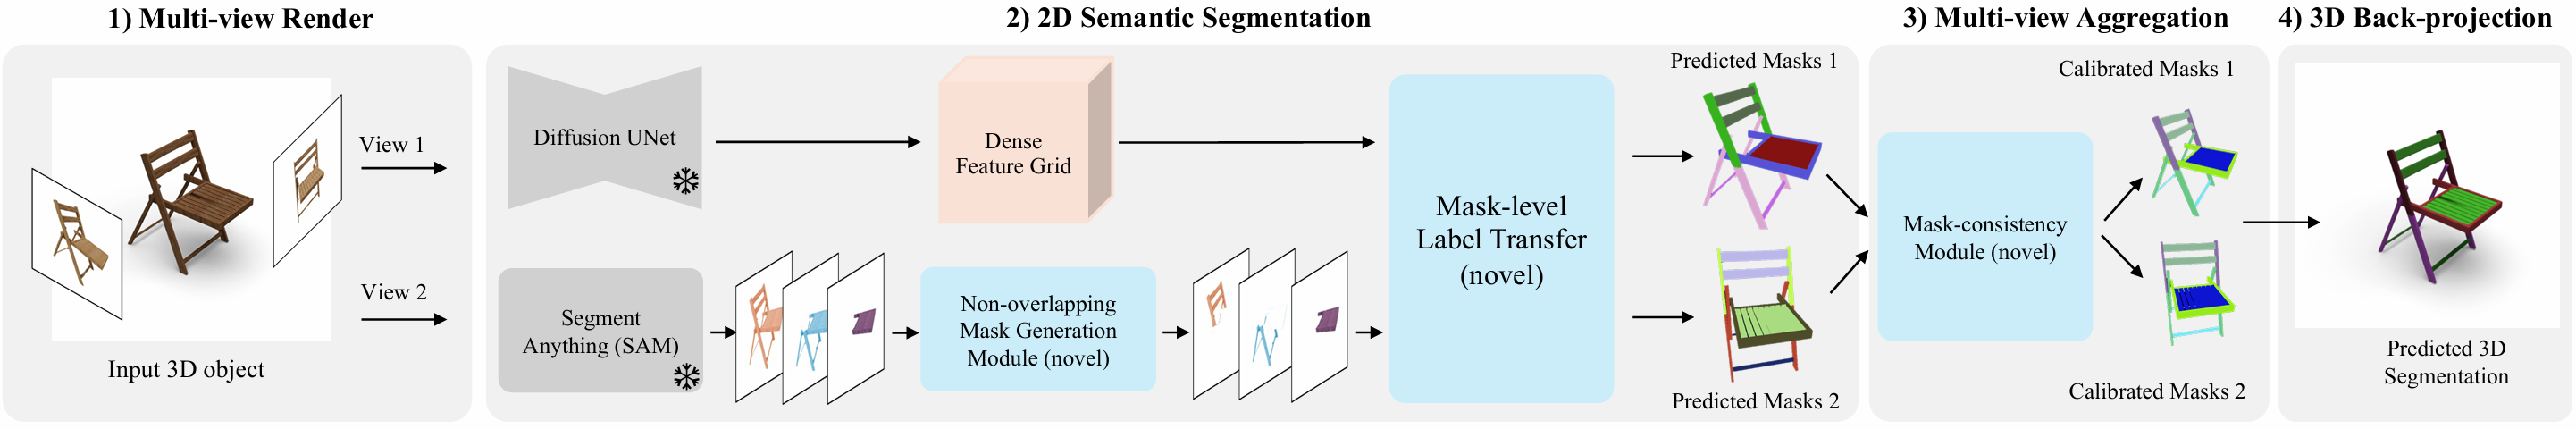 1) Multi-view Render
2) 2D Semantic Segmentation
3) Multi-view Aggregation
4) 3D Back-projection
View 1
View 2
Input 3D object
Diffusion UNet
Dense
Feature Grid
Segment
Anything (SAM)
Non-overlapping
Mask Generation
Module (novel)
Mask-level
Label Transfer
(novel)
Predicted Masks 1
Predicted Masks 2
Mask-consistency
Module (novel)
Calibrated Masks 1
Calibrated Masks 2
Predicted 3D
Segmentation